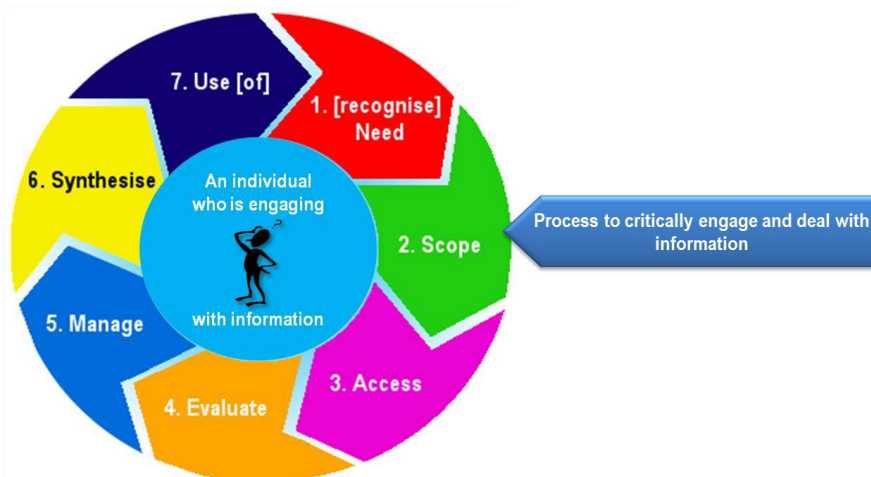 1. [recognise]
Need
2. Scope
3. Access
4. Evaluate
5. Manage
6. Synthesise
7. Use [of]
An individual
who is engaging
?
with information
Process to critically engage and deal with
information